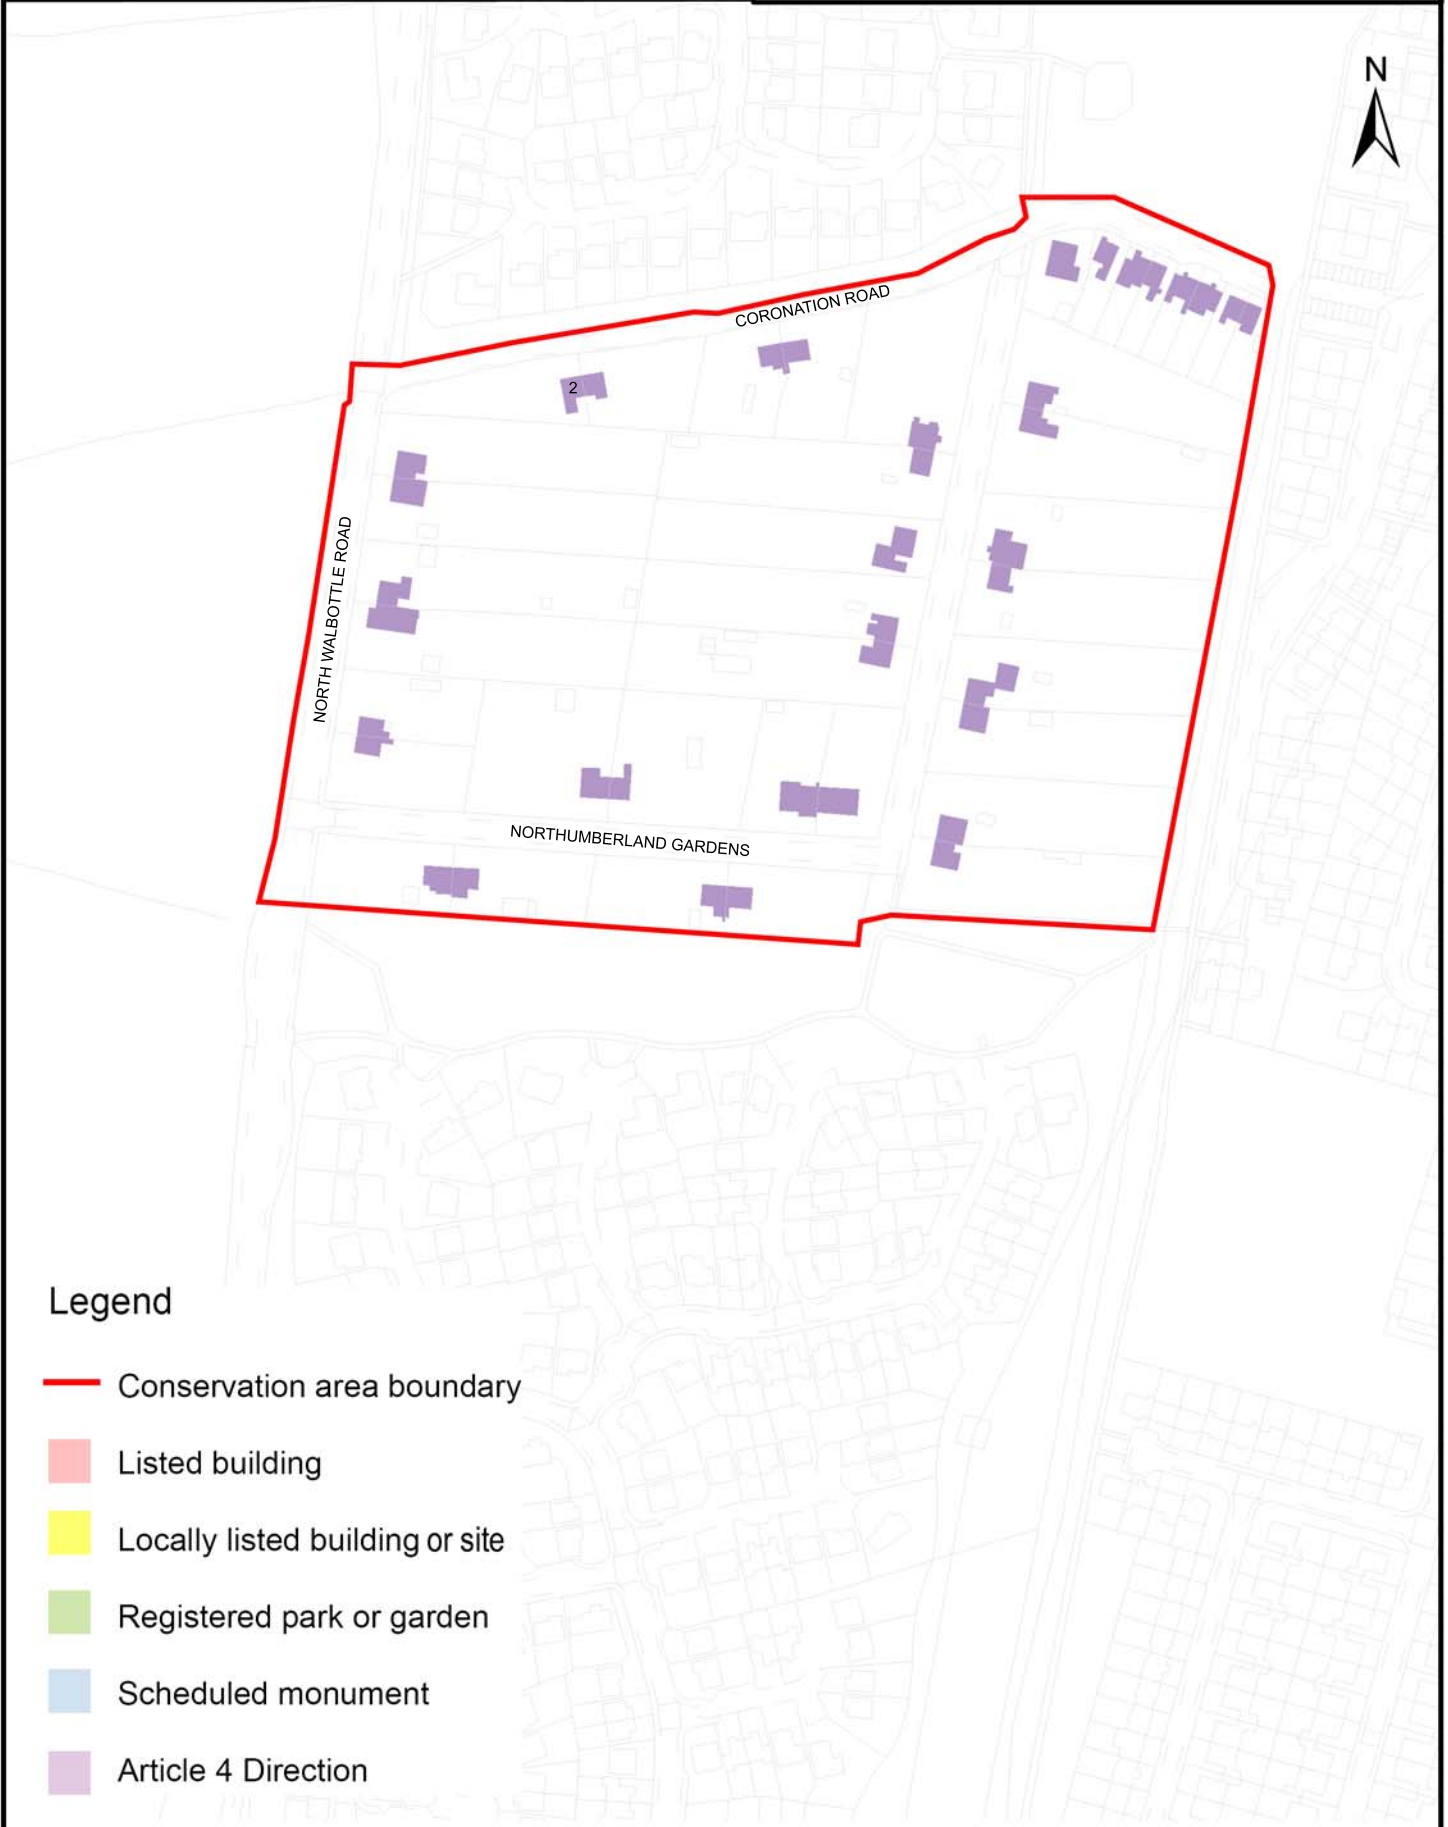 N
CORONATION ROAD
2
NORTH WALBOTTLE ROAD
NORTHUMBERLAND GARDENS
Legend
Conservation area boundary
Listed building
Locally listed building or site
Registered park or garden
Scheduled monument
Article 4 Direction